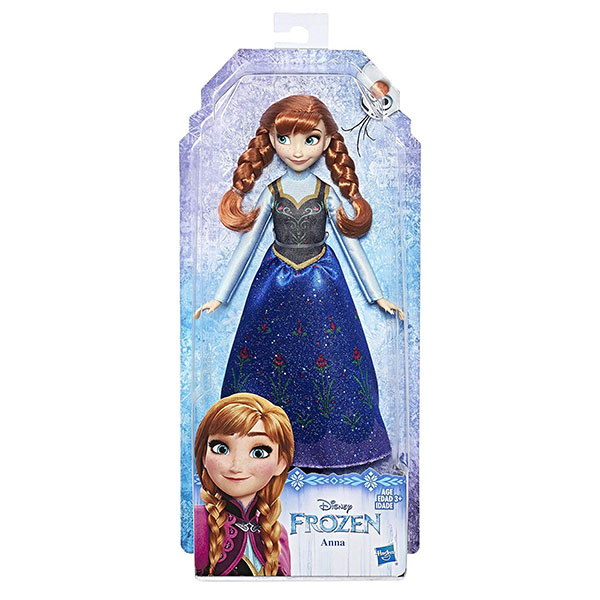 Disney
FROZEN
Anna
AGE
EDAD 3+
IDADE
Hasbro